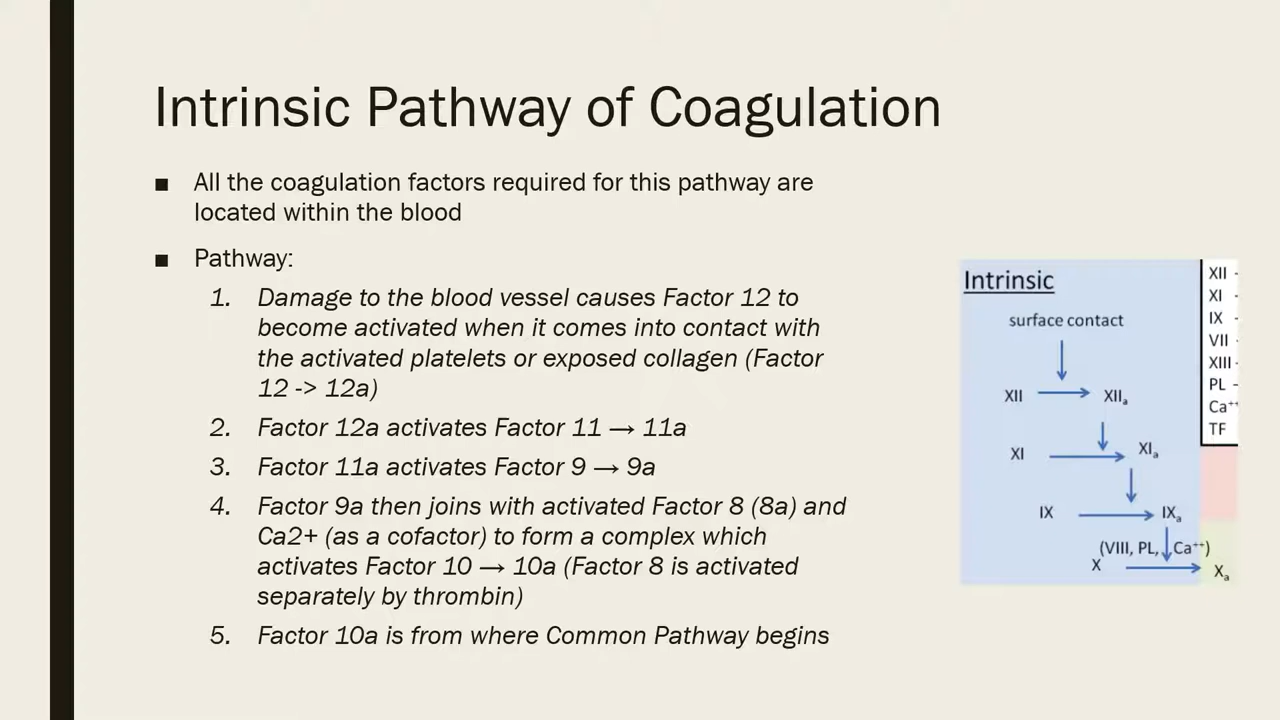 Intrinsic Pathway of Coagulation
■ All the coagulation factors required for this pathway are
located within the blood
■ Pathway:
1. Damage to the blood vessel causes Factor 12 to
become activated when it comes into contact with
the activated platelets or exposed collagen (Factor
12 -> 12a)
2. Factor 12a activates Factor 11 → 11a
3. Factor 11a activates Factor 9 → 9a
4. Factor 9a then joins with activated Factor 8 (8a) and
Ca2+ (as a cofactor) to form a complex which
activates Factor 10 → 10a (Factor 8 is activated
separately by thrombin)
5. Factor 10a is from where Common Pathway begins
Intrinsic
surface contact
XII XIIₐ
XI XIₐ
IX IXₐ
(VIII, PL, Ca⁺⁺)
X Xₐ
XII -
XI -
IX -
VII -
XIII -
PL -
Ca⁺⁺
TF